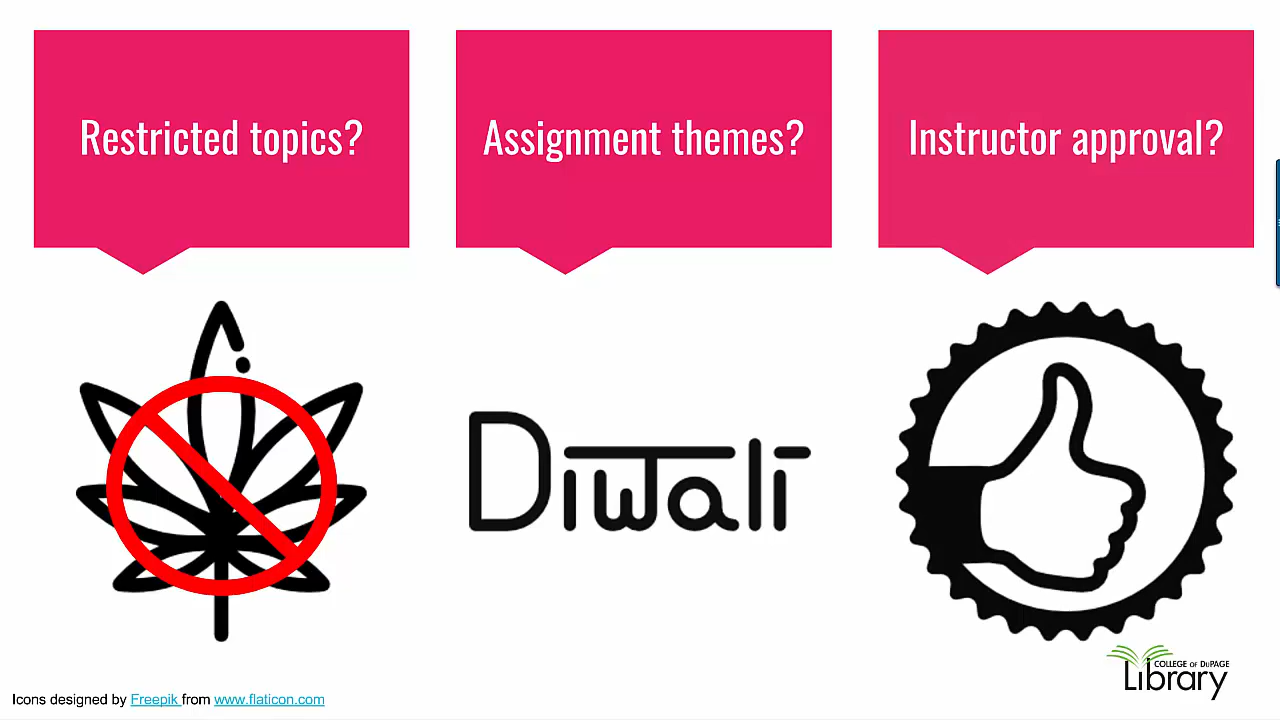 Restricted topics?
Assignment themes?
Instructor approval?
Diwali
COLLEGE OF DUPAGE
Library
Icons designed by Freepik from www.flaticon.com